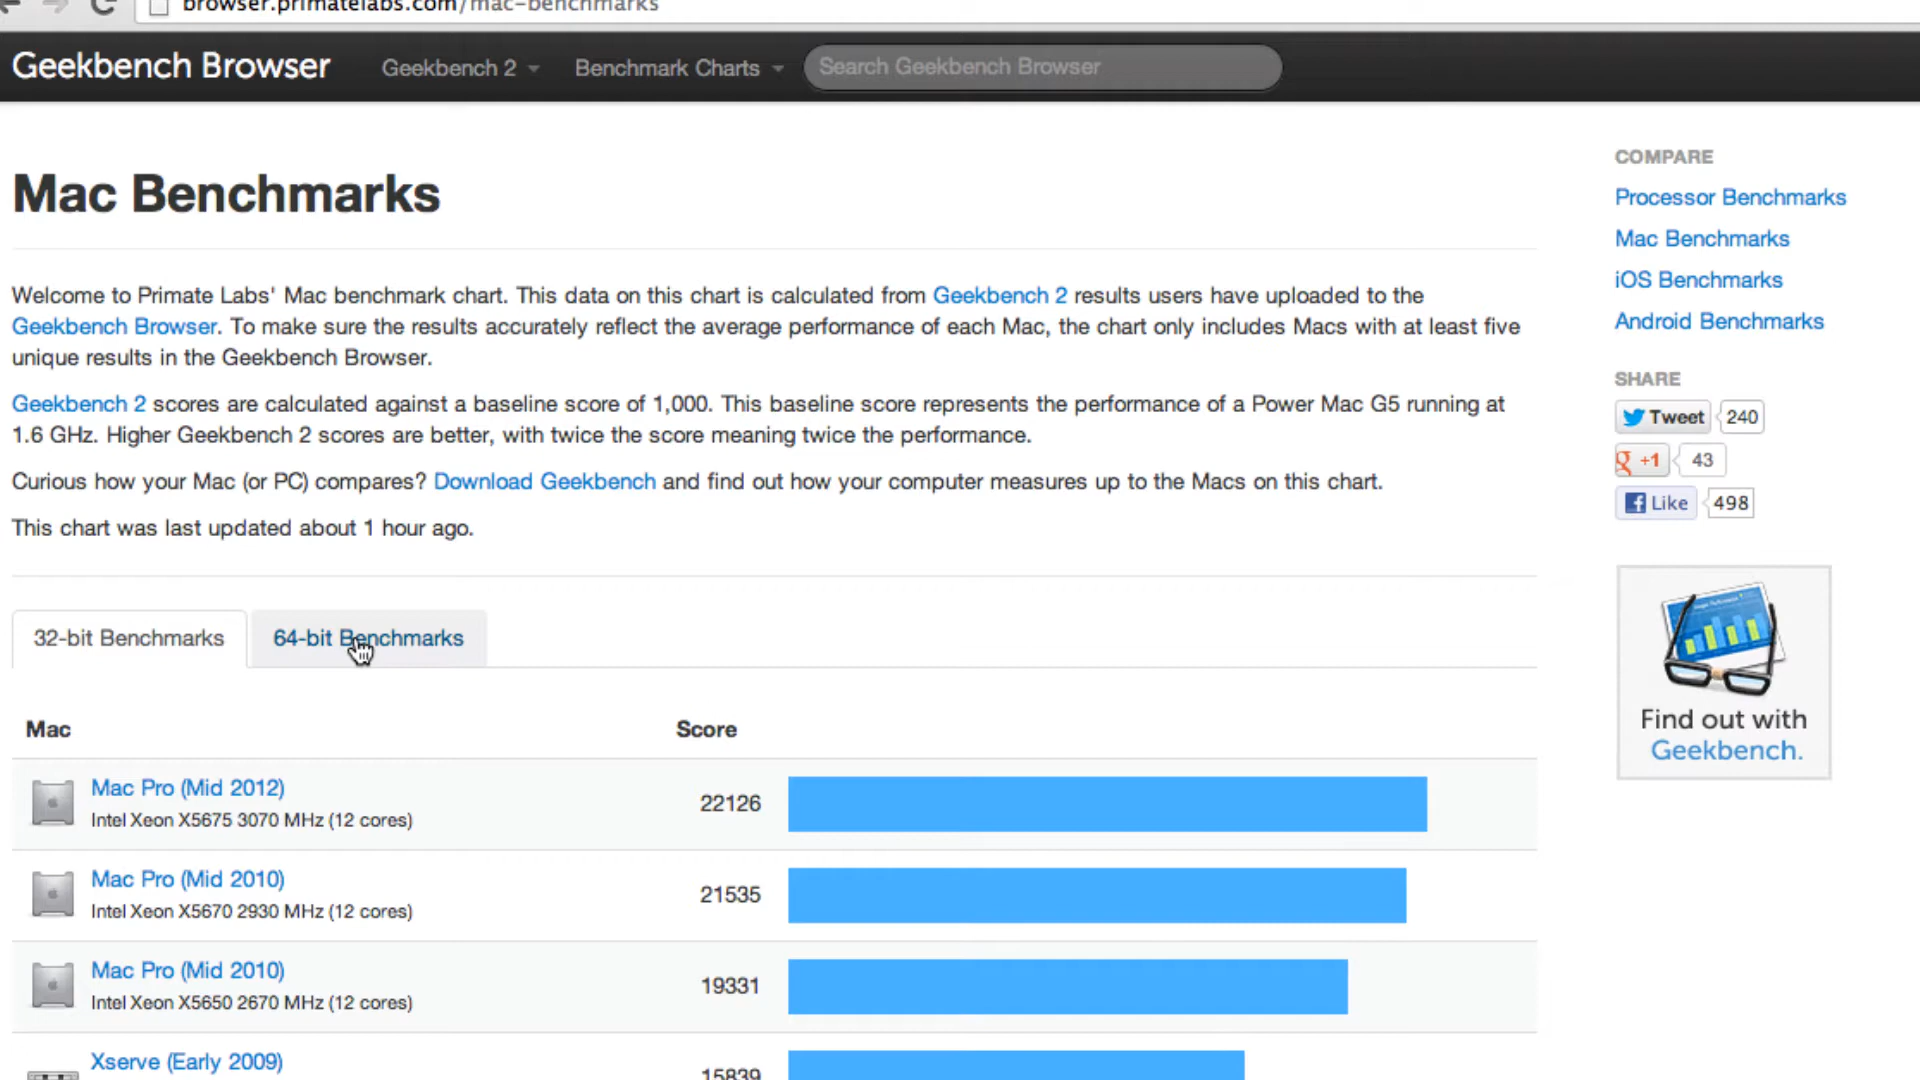 browser.primatelabs.com/mac-benchmarks
Geekbench Browser Geekbench 2 Benchmark Charts Search Geekbench Browser
Mac Benchmarks
Welcome to Primate Labs' Mac benchmark chart. This data on this chart is calculated from Geekbench 2 results users have uploaded to the
Geekbench Browser. To make sure the results accurately reflect the average performance of each Mac, the chart only includes Macs with at least five
unique results in the Geekbench Browser.
Geekbench 2 scores are calculated against a baseline score of 1,000. This baseline score represents the performance of a Power Mac G5 running at
1.6 GHz. Higher Geekbench 2 scores are better, with twice the score meaning twice the performance.
Curious how your Mac (or PC) compares? Download Geekbench and find out how your computer measures up to the Macs on this chart.
This chart was last updated about 1 hour ago.
32-bit Benchmarks 64-bit Benchmarks
Mac Score
Mac Pro (Mid 2012)
Intel Xeon X5675 3070 MHz (12 cores)
22126
Mac Pro (Mid 2010)
Intel Xeon X5670 2930 MHz (12 cores)
21535
Mac Pro (Mid 2010)
Intel Xeon X5650 2670 MHz (12 cores)
19331
Xserve (Early 2009)
15839
COMPARE
Processor Benchmarks
Mac Benchmarks
iOS Benchmarks
Android Benchmarks
SHARE
Tweet 240
g +1 43
f Like 498
Find out with
Geekbench.